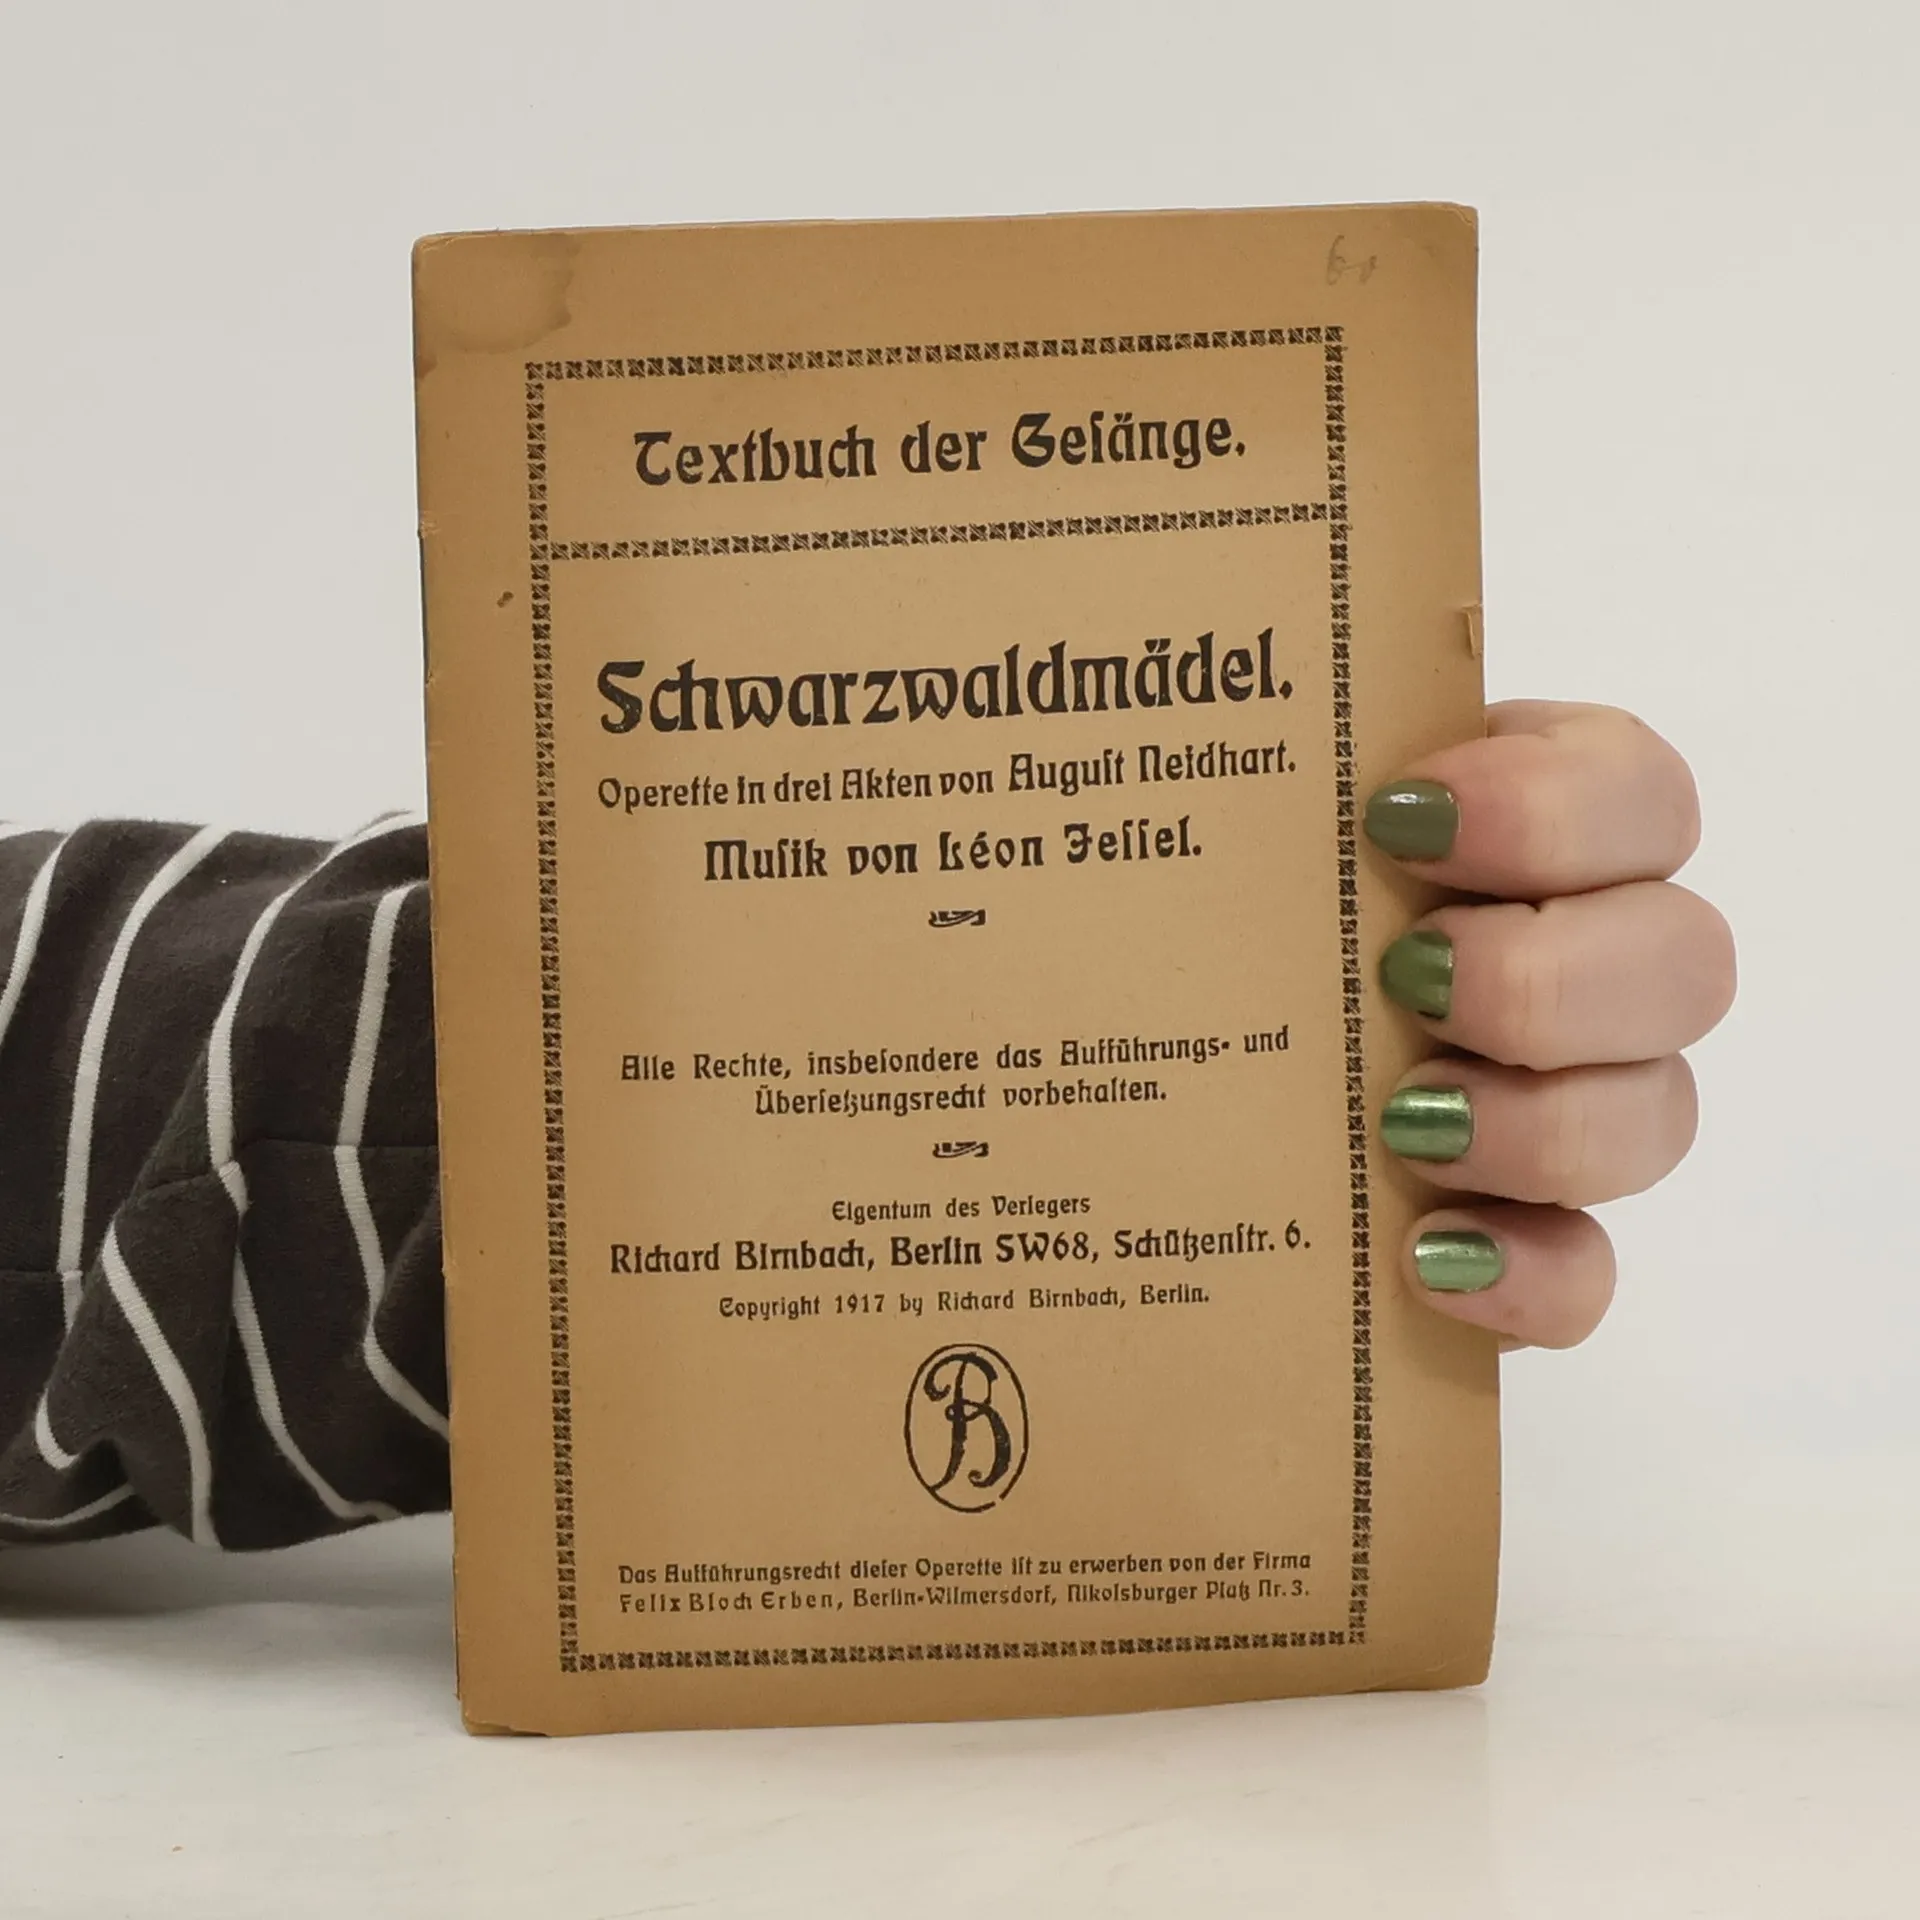 Textbuch der Gesänge.
Schwarzwaldmädel.
Operette in drei Akten von August Neidhart.
Musik von Léon Jessel.
Alle Rechte, insbesondere das Aufführungs- und
Übersetzungsrecht vorbehalten.
Eigentum des Verlegers
Richard Birnbach, Berlin SW68, Schützenstr. 6.
Copyright 1917 by Richard Birnbach, Berlin.
B
Das Aufführungsrecht dieser Operette ist zu erwerben von der Firma
Felix Bloch Erben, Berlin-Wilmersdorf, Nikolsburger Platz Nr. 3.